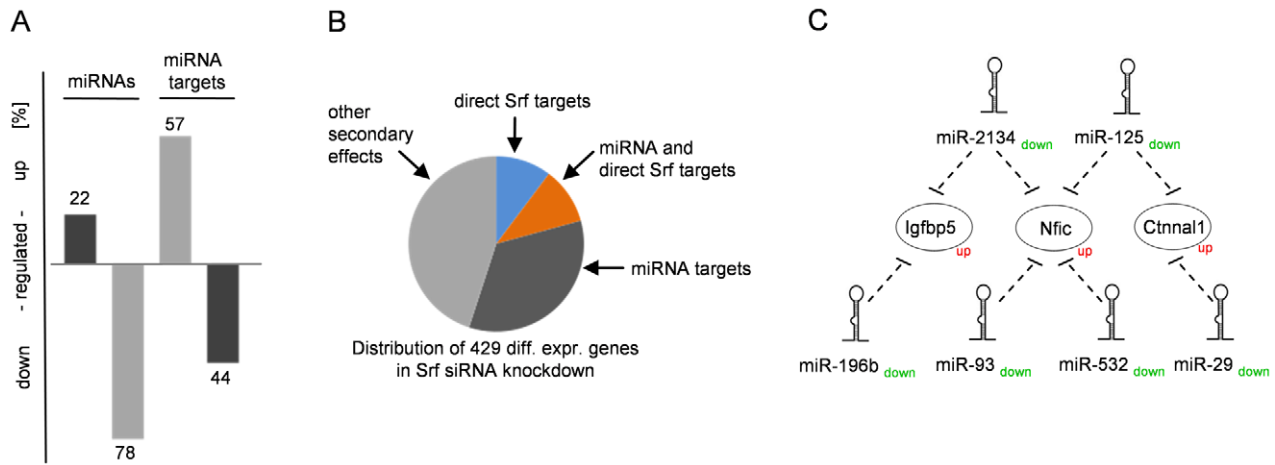 A
miRNAs
miRNA
targets
down - regulated - up [%]
22
78
57
44
B
other
secondary
effects
direct Srf targets
miRNA and
direct Srf targets
miRNA targets
Distribution of 429 diff. expr. genes
in Srf siRNA knockdown
C
miR-2134 down
miR-125 down
Igfbp5 up
Nfic up
Ctnnal1 up
miR-196b down
miR-93 down
miR-532 down
miR-29 down